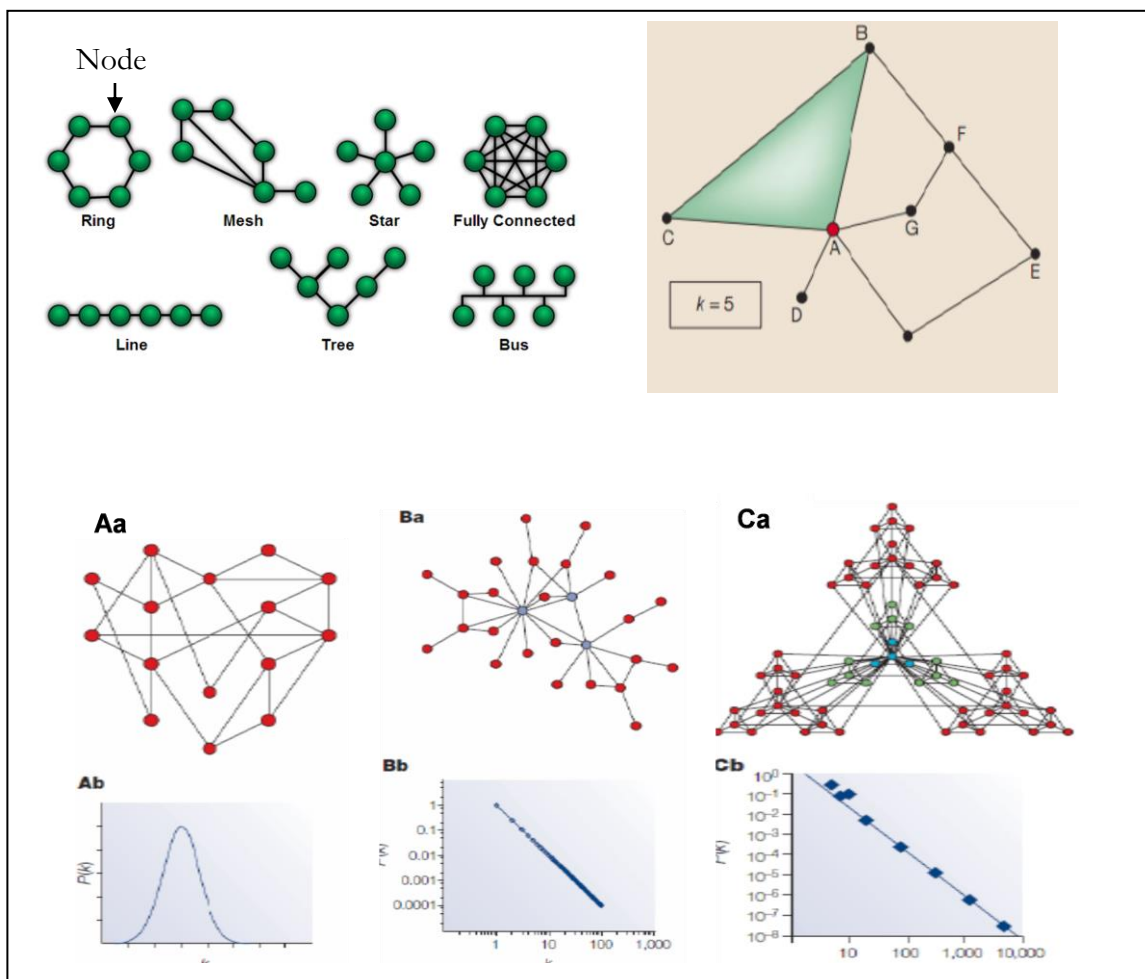 Node
Ring
Mesh
Star
Fully Connected
Line
Tree
Bus
B
F
C
A
G
E
D
k = 5
Aa
Ba
Ca
Ab
P(k)
Bb
1
0.1
0.01
0.001
0.0001
1 10 100 1,000
Cb
10⁰
10⁻¹
10⁻²
10⁻³
10⁻⁴
10⁻⁵
10⁻⁶
10⁻⁷
10⁻⁸
10 100 1,000 10,000